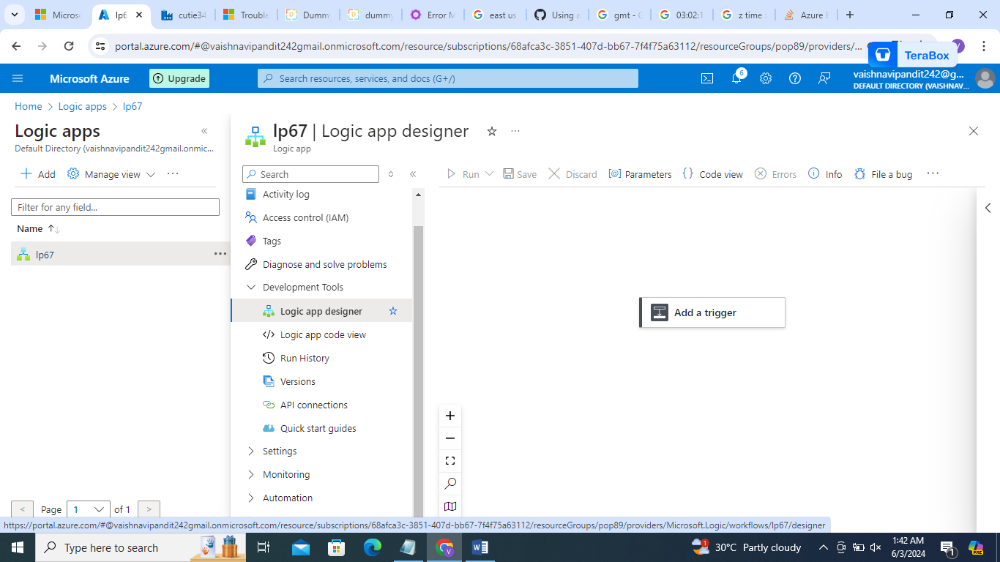 Microso
lp6
cutie34
Trouble
Dummy
dummy
Error M
east us
Using a
gmt - G
03:02:1
z time
Azure E
portal.azure.com/#@vaishnavipandit242gmail.onmicrosoft.com/resource/subscriptions/68afca3c-3851-407d-bb67-7f4f75a63112/resourceGroups/pop89/providers/...
TeraBox
Microsoft Azure
Upgrade
Search resources, services, and docs (G+/)
6
vaishnavipandit242@g...
DEFAULT DIRECTORY (VAISHNAV...
Home > Logic apps > lp67
Logic apps
Default Directory (vaishnavipandit242gmail.onmic...
Add
Manage view
Filter for any field...
Name
lp67
< Page 1 of 1 >
lp67 | Logic app designer
Logic app
Search
Activity log
Access control (IAM)
Tags
Diagnose and solve problems
Development Tools
Logic app designer
Logic app code view
Run History
Versions
API connections
Quick start guides
Settings
Monitoring
Automation
Run
Save
Discard
Parameters
Code view
Errors
Info
File a bug
Add a trigger
https://portal.azure.com/#@vaishnavipandit242gmail.onmicrosoft.com/resource/subscriptions/68afca3c-3851-407d-bb67-7f4f75a63112/resourceGroups/pop89/providers/Microsoft.Logic/workflows/lp67/designer
Type here to search
30°C Partly cloudy
1:42 AM
6/3/2024